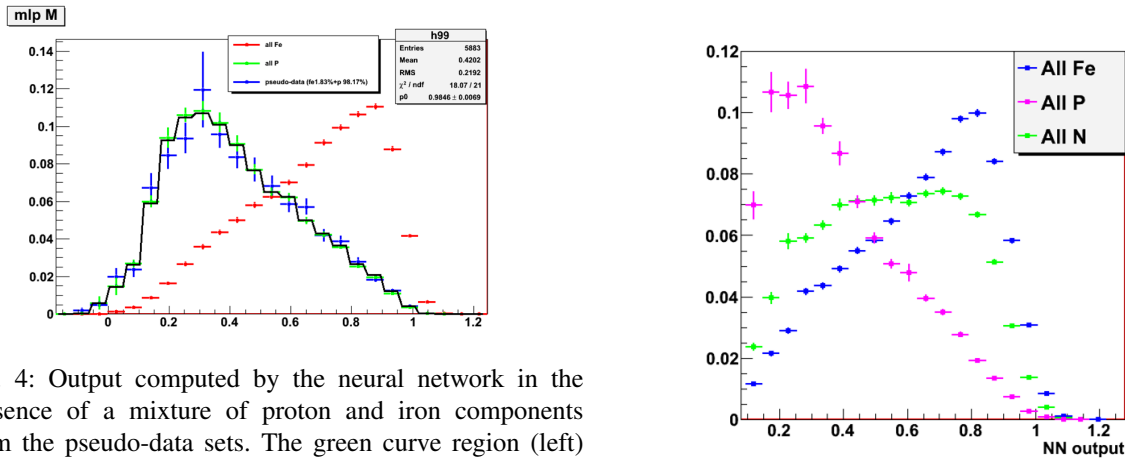 mlp M
h99
Entries 5883
Mean 0.4202
RMS 0.2192
χ² / ndf 18.07 / 21
p0 0.9846 ± 0.0069
all Fe
all P
pseudo-data (fe1.83%+p 98.17%)
0.14
0.12
0.1
0.08
0.06
0.04
0.02
0
0 0.2 0.4 0.6 0.8 1 1.2
4: Output computed by the neural network in the
sence of a mixture of proton and iron components
m the pseudo-data sets. The green curve region (left)
0.12
0.1
0.08
0.06
0.04
0.02
0
All Fe
All P
All N
0.2 0.4 0.6 0.8 1 1.2
NN output